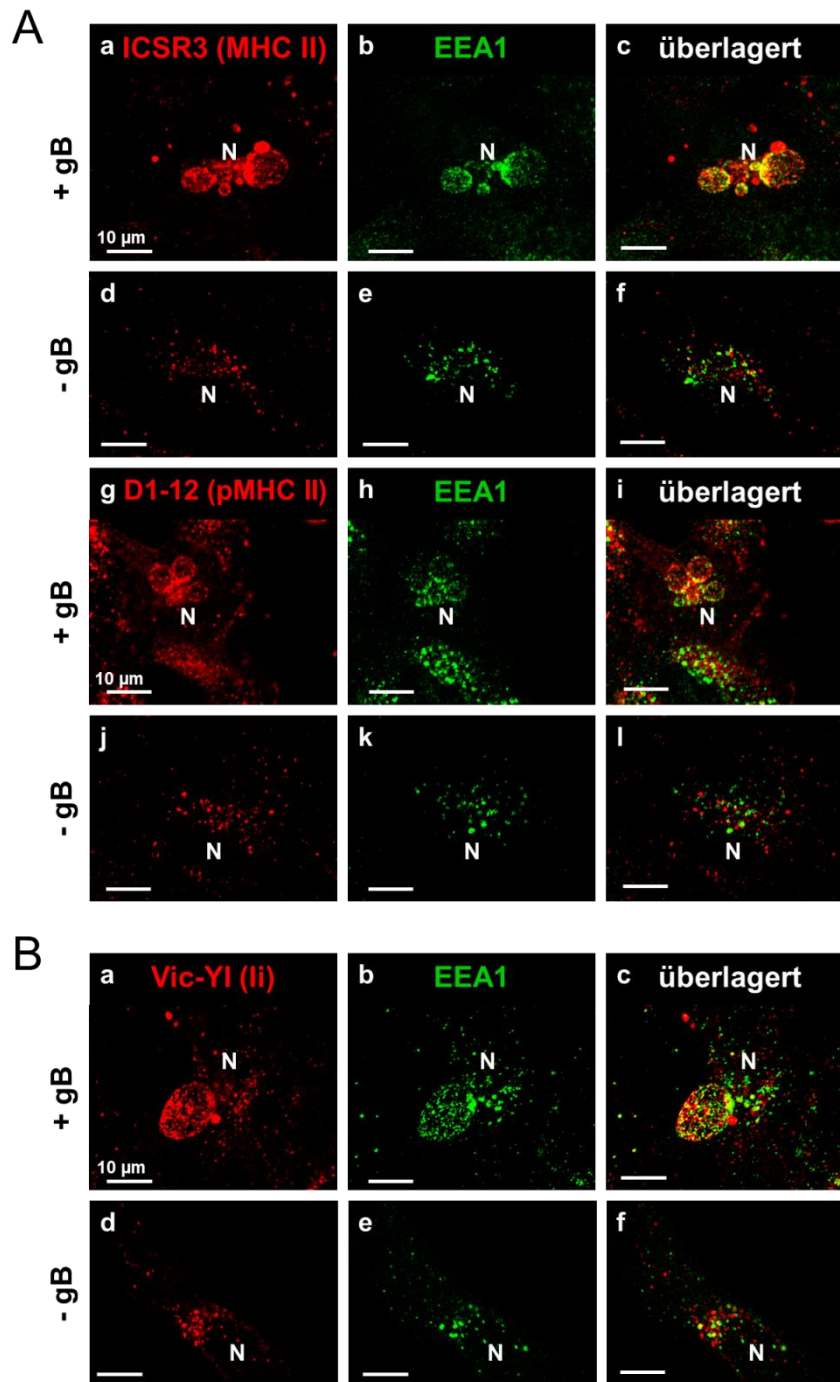 A
a ICSR3 (MHC II) b EEA1 c überlagert
+ gB
N N N
10 µm
d e f
- gB
N N N
g D1-12 (pMHC II) h EEA1 i überlagert
+ gB
N N N
10 µm
j k l
- gB
N N N
B
a Vic-YI (Ii) b EEA1 c überlagert
+ gB
N N N
10 µm
d e f
- gB
N N N